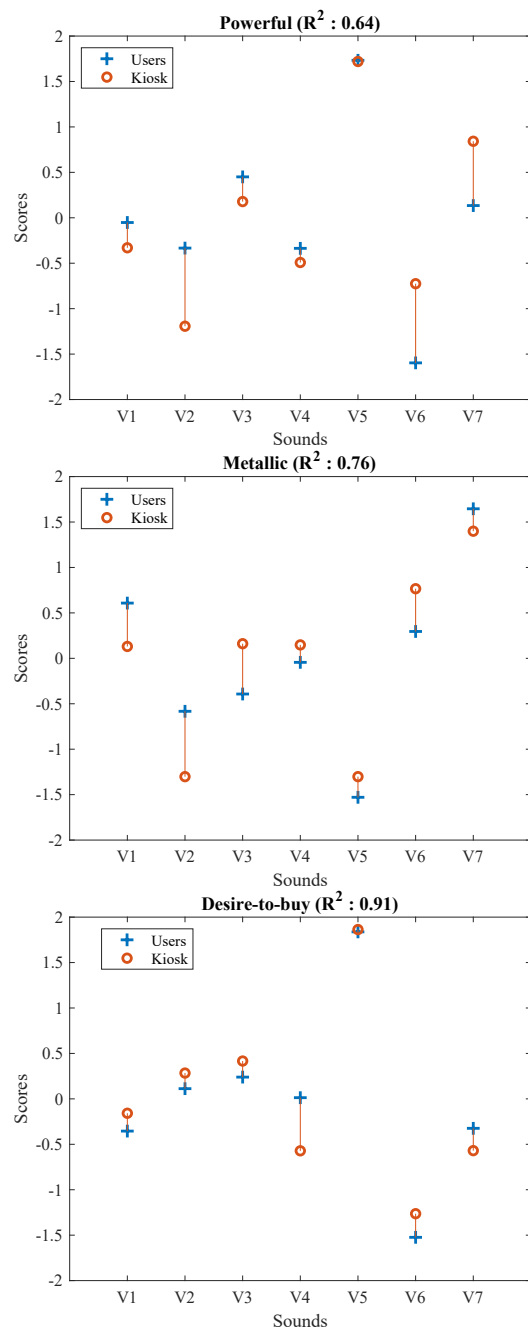 Powerful (R² : 0.64)
2
Users
Kiosk
1.5
1
0.5
0
-0.5
-1
-1.5
-2
Scores
V1 V2 V3 V4 V5 V6 V7
Sounds
Metallic (R² : 0.76)
2
Users
Kiosk
1.5
1
0.5
0
-0.5
-1
-1.5
-2
Scores
V1 V2 V3 V4 V5 V6 V7
Sounds
Desire-to-buy (R² : 0.91)
2
Users
Kiosk
1.5
1
0.5
0
-0.5
-1
-1.5
-2
Scores
V1 V2 V3 V4 V5 V6 V7
Sounds